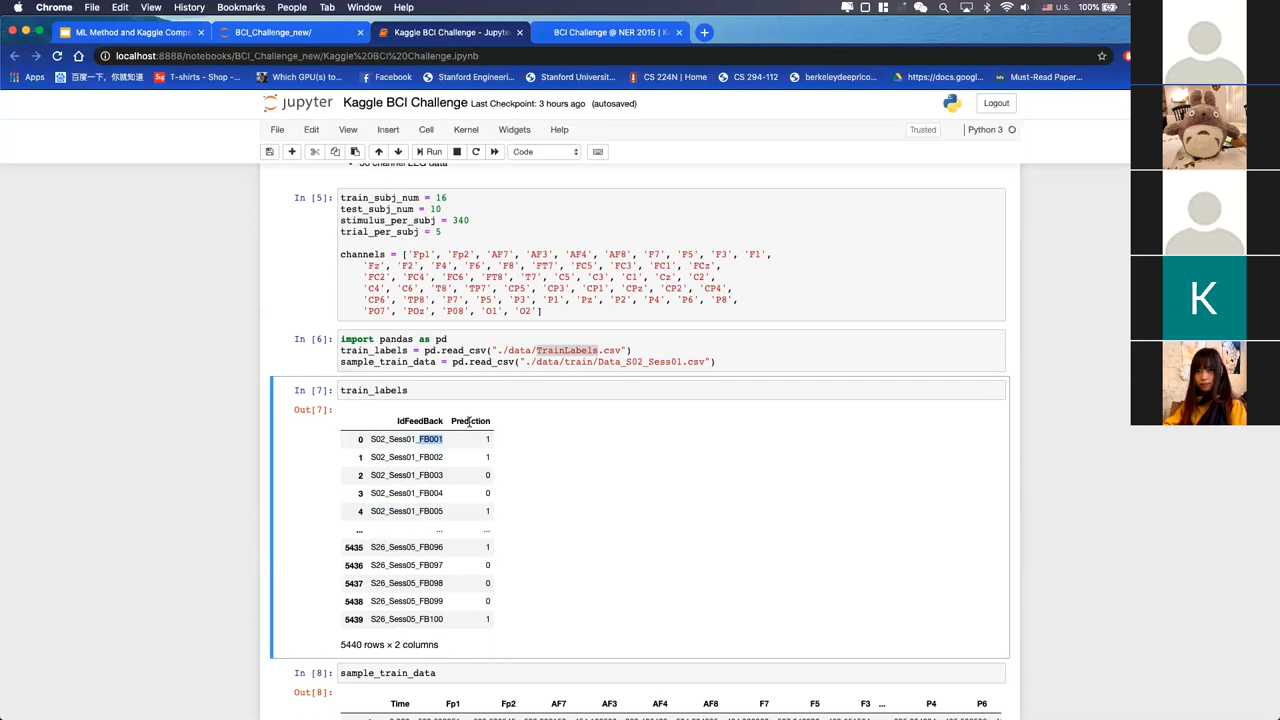 Chrome File Edit View History Bookmarks People Tab Window Help U.S. 100%
ML Method and Kaggle Compe BCI_Challenge_new/ Kaggle BCI Challenge - Jupyter BCI Challenge @ NER 2015 | K
localhost:8888/notebooks/BCI_Challenge_new/Kaggle%20BCI%20Challenge.ipynb
Apps 百度一下，你就知道 T-shirts - Shop - ... Which GPU(s) to ... Facebook Stanford Engineeri... Stanford Universit... CS 224N | Home CS 294-112 berkeleydeeprlco... https://docs.googl... Must-Read Paper...
jupyter Kaggle BCI Challenge Last Checkpoint: 3 hours ago (autosaved) Logout
File Edit View Insert Cell Kernel Widgets Help Trusted Python 3
Run Code
56 channel EEG data
In [5]: train_subj_num = 16
test_subj_num = 10
stimulus_per_subj = 340
trial_per_subj = 5
channels = ['Fp1', 'Fp2', 'AF7', 'AF3', 'AF4', 'AF8', 'F7', 'F5', 'F3', 'F1',
'Fz', 'F2', 'F4', 'F6', 'F8', 'FT7', 'FC5', 'FC3', 'FC1', 'FCz',
'FC2', 'FC4', 'FC6', 'FT8', 'T7', 'C5', 'C3', 'C1', 'Cz', 'C2',
'C4', 'C6', 'T8', 'TP7', 'CP5', 'CP3', 'CP1', 'CPz', 'CP2', 'CP4',
'CP6', 'TP8', 'P7', 'P5', 'P3', 'P1', 'Pz', 'P2', 'P4', 'P6', 'P8',
'PO7', 'POz', 'P08', 'O1', 'O2']
In [6]: import pandas as pd
train_labels = pd.read_csv("./data/TrainLabels.csv")
sample_train_data = pd.read_csv("./data/train/Data_S02_Sess01.csv")
In [7]: train_labels
Out[7]:
IdFeedBack Prediction
0 S02_Sess01_FB001 1
1 S02_Sess01_FB002 1
2 S02_Sess01_FB003 0
3 S02_Sess01_FB004 0
4 S02_Sess01_FB005 1
... ... ...
5435 S26_Sess05_FB096 1
5436 S26_Sess05_FB097 0
5437 S26_Sess05_FB098 0
5438 S26_Sess05_FB099 0
5439 S26_Sess05_FB100 1
5440 rows × 2 columns
In [8]: sample_train_data
Out[8]:
Time Fp1 Fp2 AF7 AF3 AF4 AF8 F7 F5 F3 ... P4 P6
K